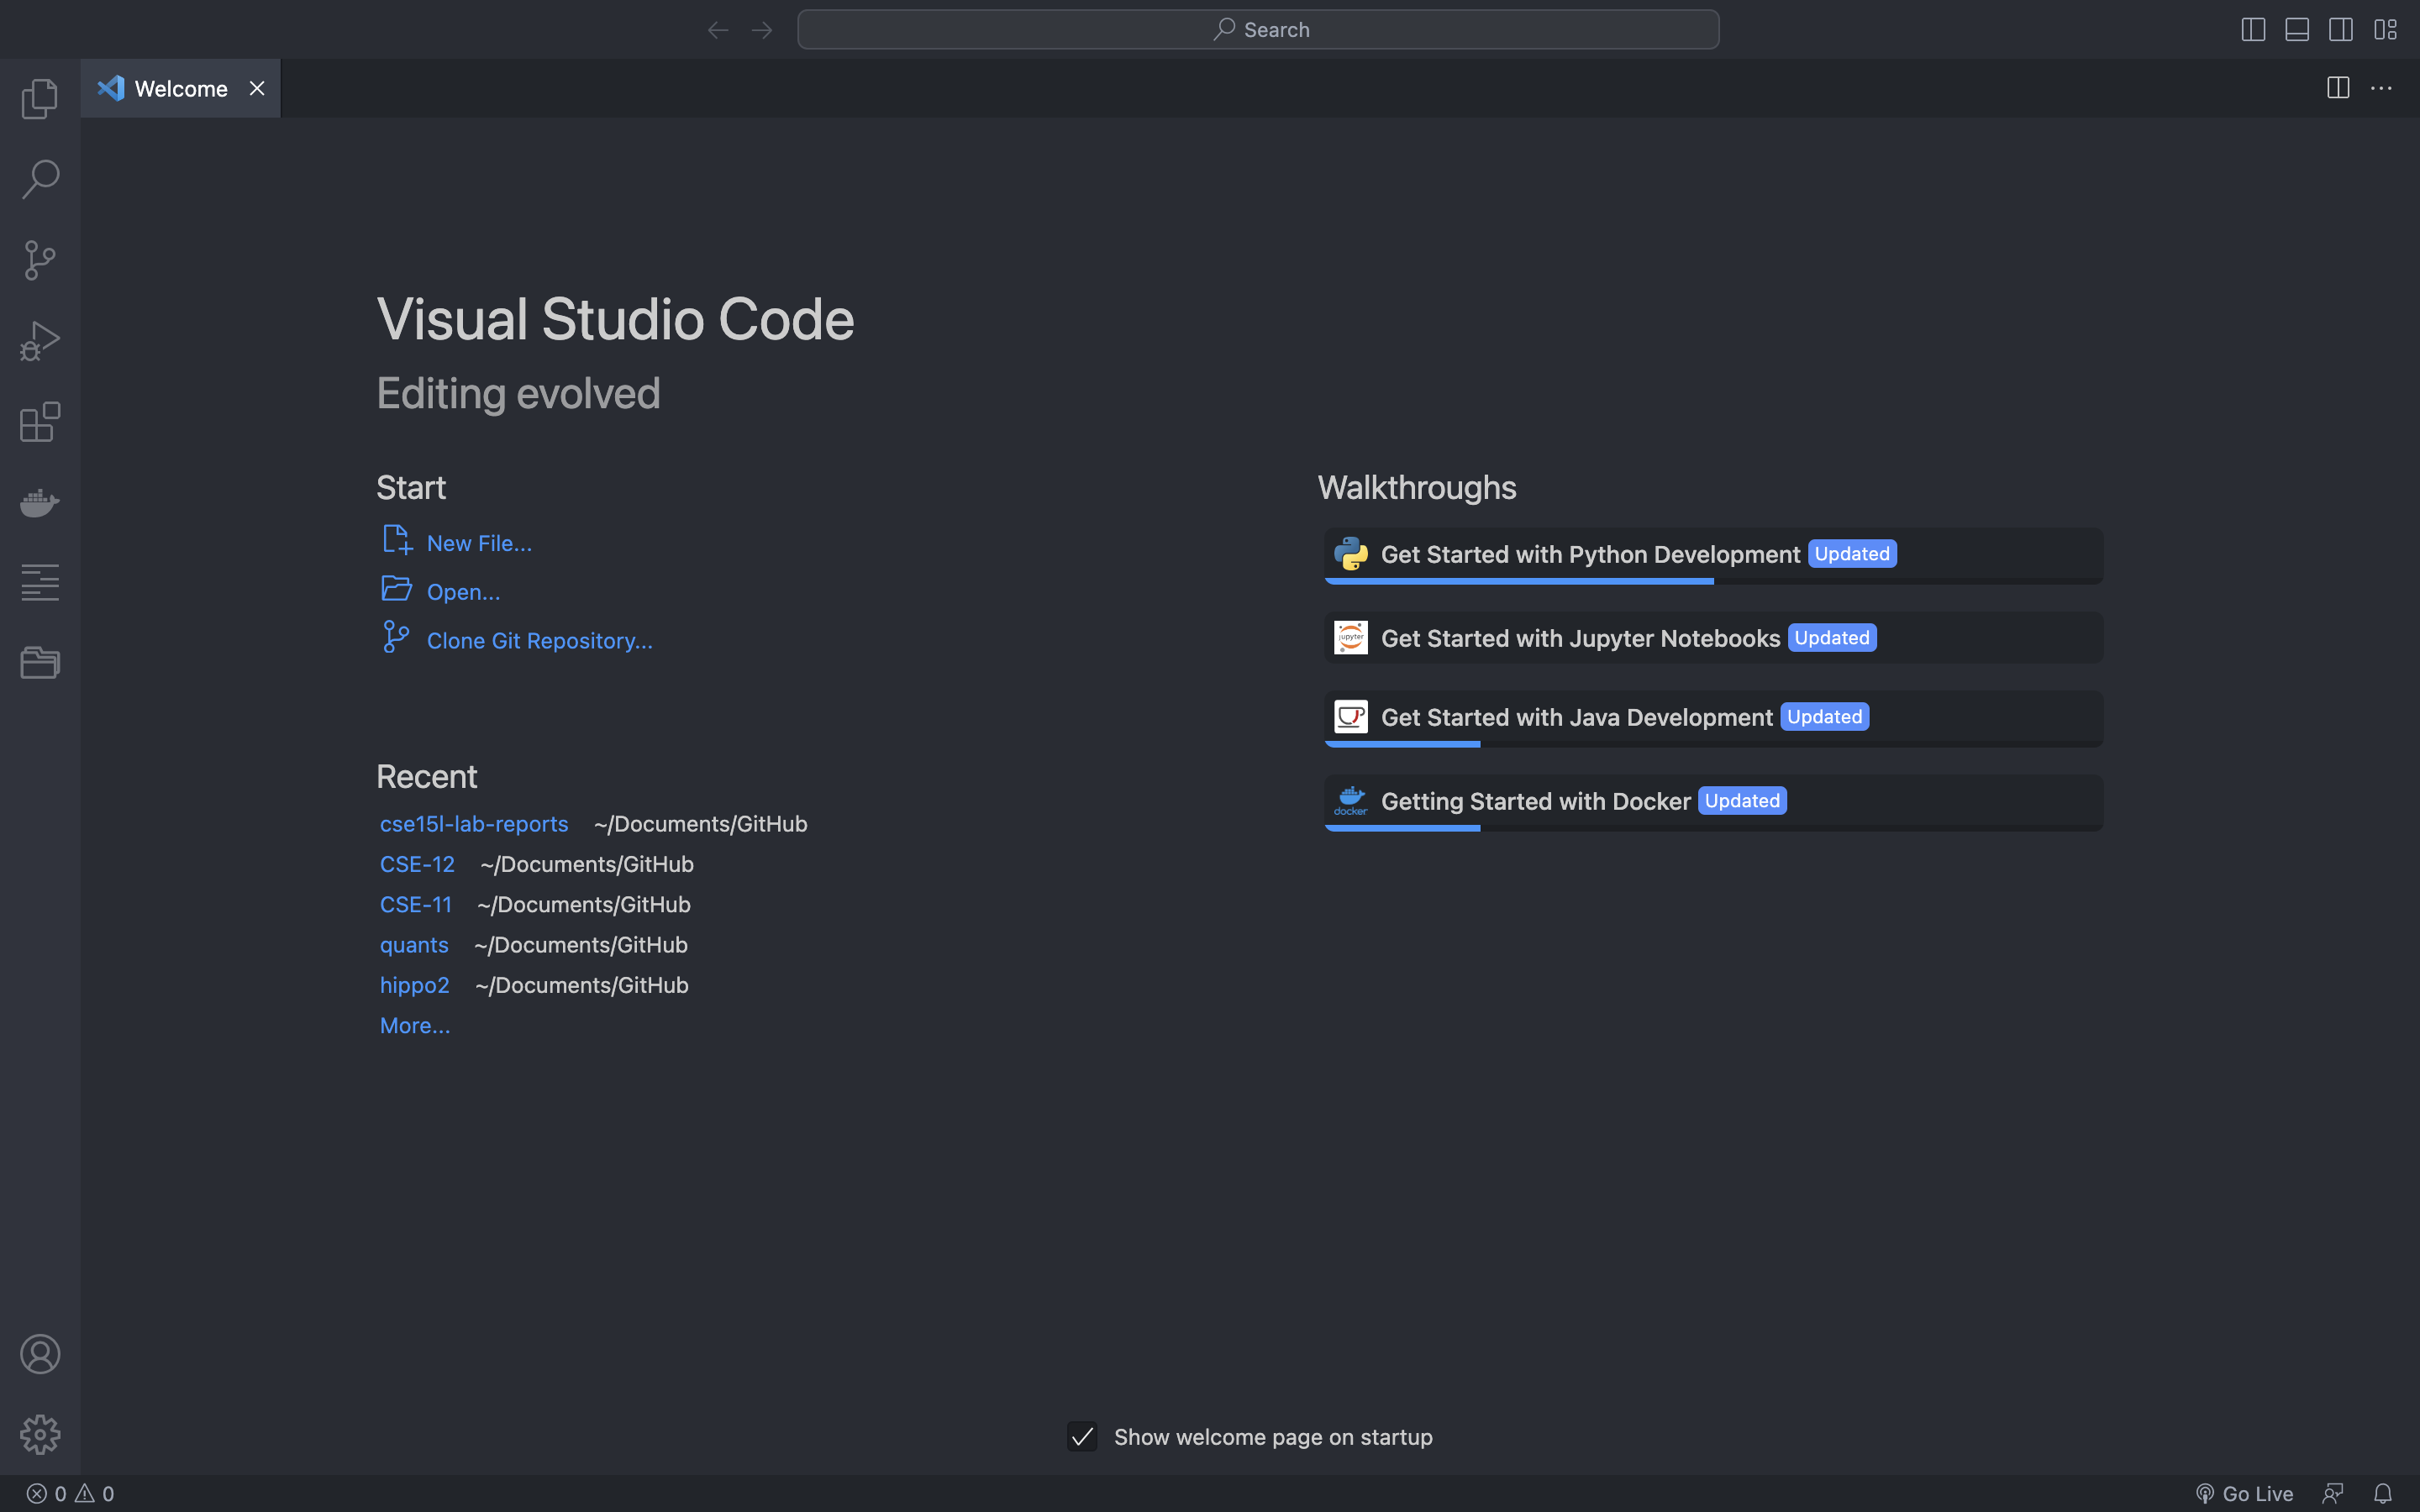 Search
Welcome
Visual Studio Code
Editing evolved
Start
New File...
Open...
Clone Git Repository...
Recent
cse15l-lab-reports ~/Documents/GitHub
CSE-12 ~/Documents/GitHub
CSE-11 ~/Documents/GitHub
quants ~/Documents/GitHub
hippo2 ~/Documents/GitHub
More...
Walkthroughs
Get Started with Python Development Updated
jupyter
Get Started with Jupyter Notebooks Updated
Get Started with Java Development Updated
docker
Getting Started with Docker Updated
Show welcome page on startup
0 0
Go Live